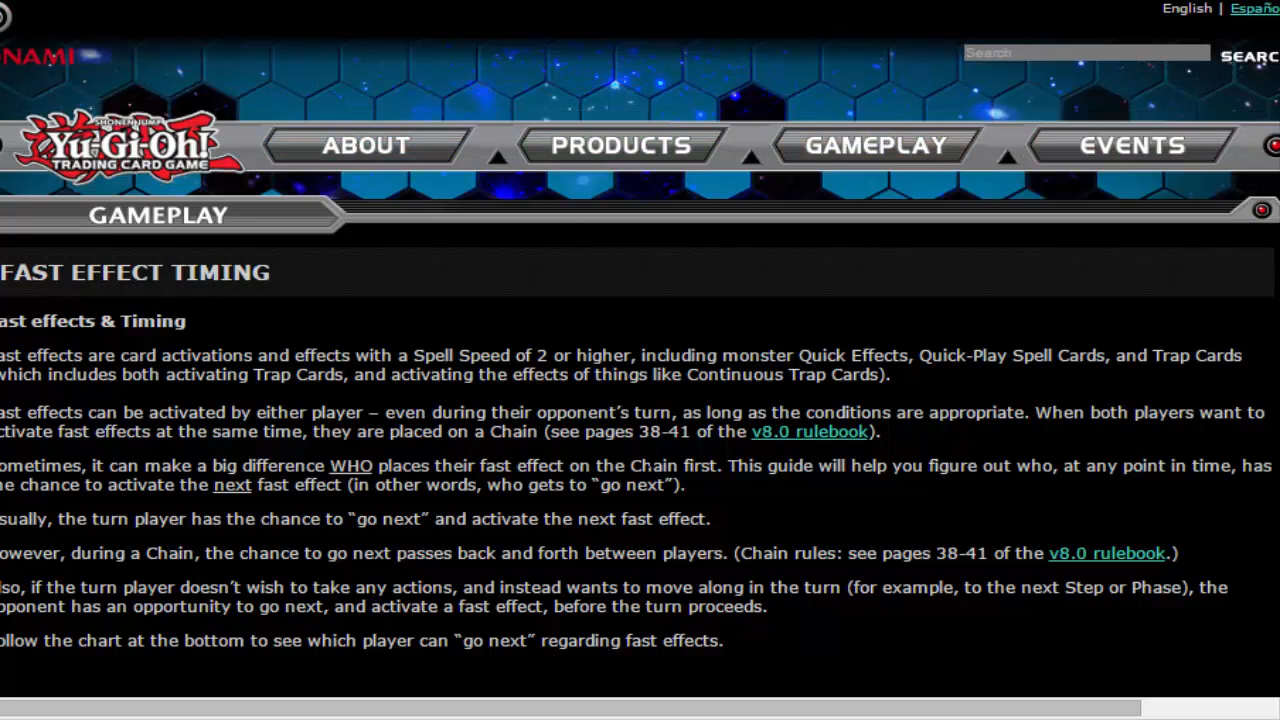 English | Españo
ONAMI
Search
SEARC
SHONEN JUMP
Yu-Gi-Oh!
TRADING CARD GAME
ABOUT
PRODUCTS
GAMEPLAY
EVENTS
GAMEPLAY
FAST EFFECT TIMING
ast effects & Timing
ast effects are card activations and effects with a Spell Speed of 2 or higher, including monster Quick Effects, Quick-Play Spell Cards, and Trap Cards
which includes both activating Trap Cards, and activating the effects of things like Continuous Trap Cards).
ast effects can be activated by either player – even during their opponent's turn, as long as the conditions are appropriate. When both players want to
ctivate fast effects at the same time, they are placed on a Chain (see pages 38-41 of the v8.0 rulebook).
ometimes, it can make a big difference WHO places their fast effect on the Chain first. This guide will help you figure out who, at any point in time, has
he chance to activate the next fast effect (in other words, who gets to “go next”).
sually, the turn player has the chance to “go next” and activate the next fast effect.
owever, during a Chain, the chance to go next passes back and forth between players. (Chain rules: see pages 38-41 of the v8.0 rulebook.)
lso, if the turn player doesn't wish to take any actions, and instead wants to move along in the turn (for example, to the next Step or Phase), the
pponent has an opportunity to go next, and activate a fast effect, before the turn proceeds.
ollow the chart at the bottom to see which player can “go next” regarding fast effects.